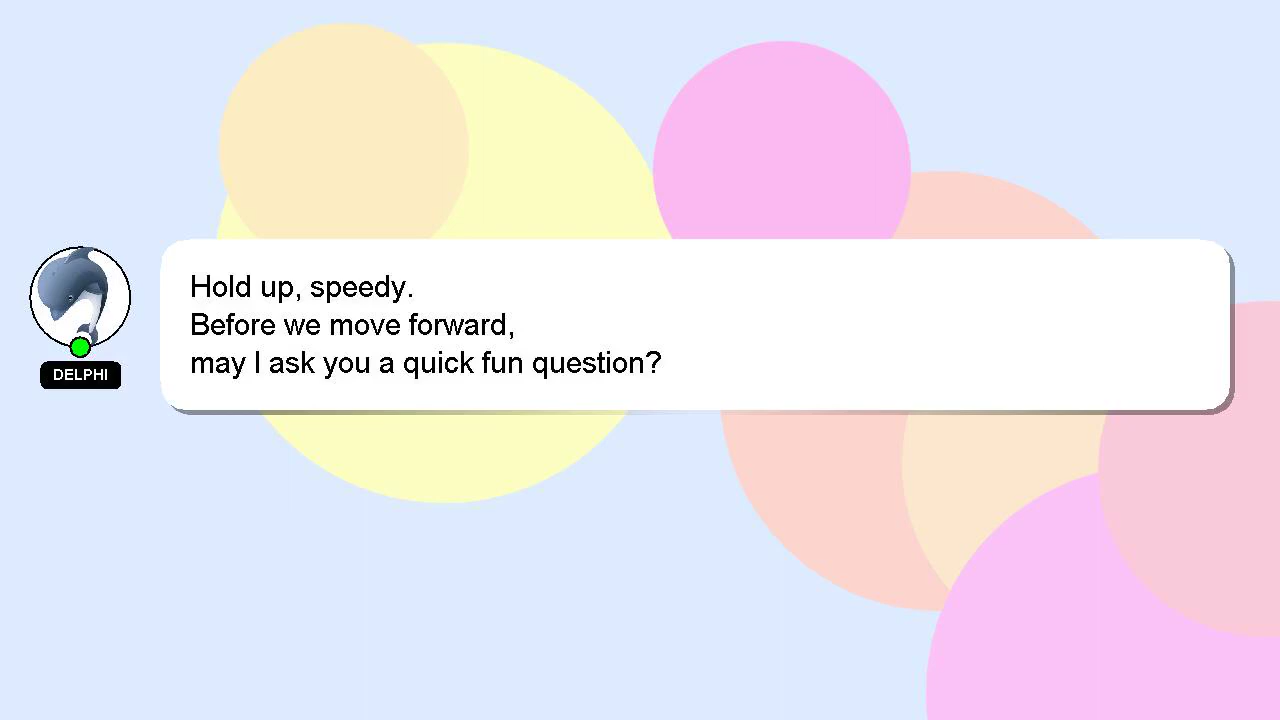 Hold up, speedy.
Before we move forward,
may I ask you a quick fun question?
DELPHI